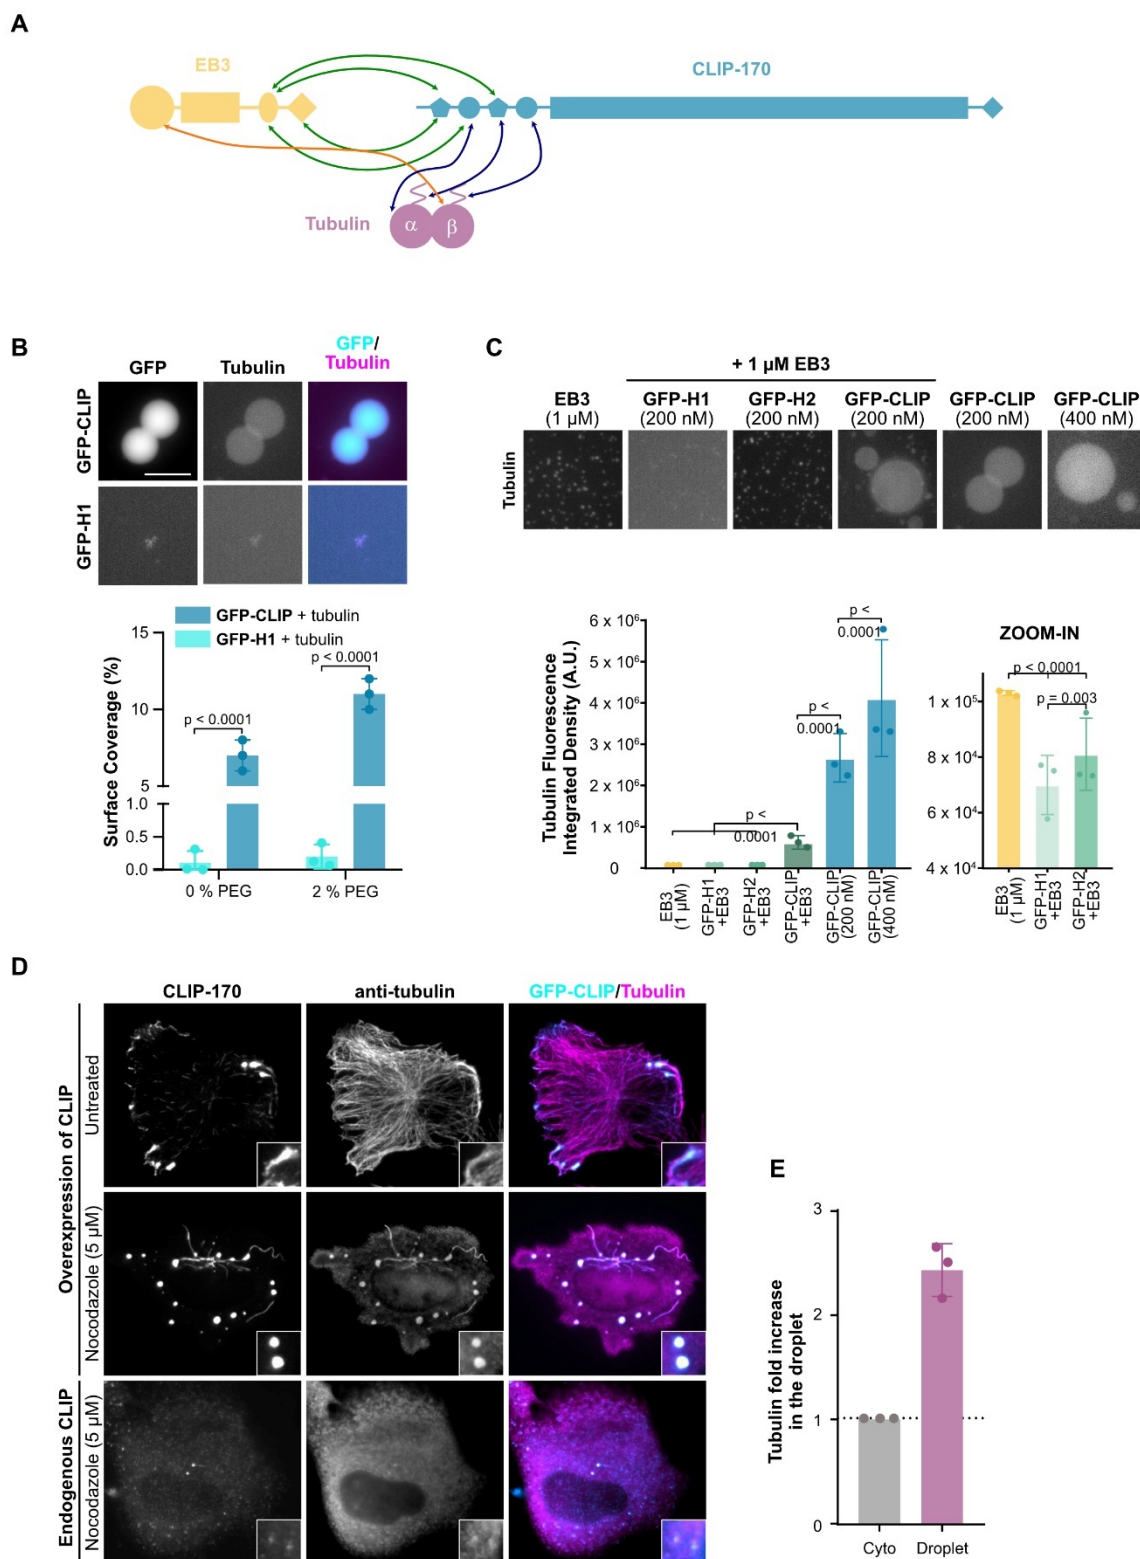 A
EB3
CLIP-170
Tubulin
α
β
B
GFP
Tubulin
GFP/
Tubulin
GFP-CLIP
GFP-H1
GFP-CLIP + tubulin
GFP-H1 + tubulin
Surface Coverage (%)
15
10
5
1.0
0.5
0.0
p < 0.0001
p < 0.0001
0 % PEG
2 % PEG
C
+ 1 µM EB3
EB3
(1 µM)
GFP-H1
(200 nM)
GFP-H2
(200 nM)
GFP-CLIP
(200 nM)
GFP-CLIP
(200 nM)
GFP-CLIP
(400 nM)
Tubulin
Tubulin Fluorescence
Integrated Density (A.U.)
6 x 10⁶
5 x 10⁶
4 x 10⁶
3 x 10⁶
2 x 10⁶
1 x 10⁶
0
p <
0.0001
p <
0.0001
p <
0.0001
EB3
(1 µM)
GFP-H1
+EB3
GFP-H2
+EB3
GFP-CLIP
+EB3
GFP-CLIP
(200 nM)
GFP-CLIP
(400 nM)
ZOOM-IN
p < 0.0001
p = 0.003
1 x 10⁵
8 x 10⁴
6 x 10⁴
4 x 10⁴
EB3
(1 µM)
GFP-H1
+EB3
GFP-H2
+EB3
D
CLIP-170
anti-tubulin
GFP-CLIP/Tubulin
Overexpression of CLIP
Untreated
Nocodazole (5 µM)
Endogenous CLIP
Nocodazole (5 µM)
E
Tubulin fold increase
in the droplet
3
2
1
0
Cyto
Droplet